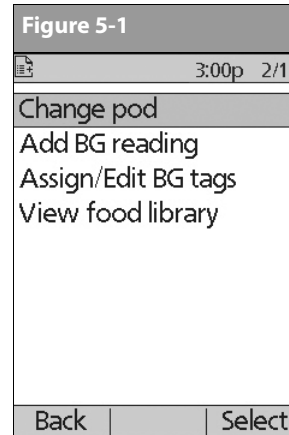 Figure 5-1
3:00p 2/1
Change pod
Add BG reading
Assign/Edit BG tags
View food library
Back Select